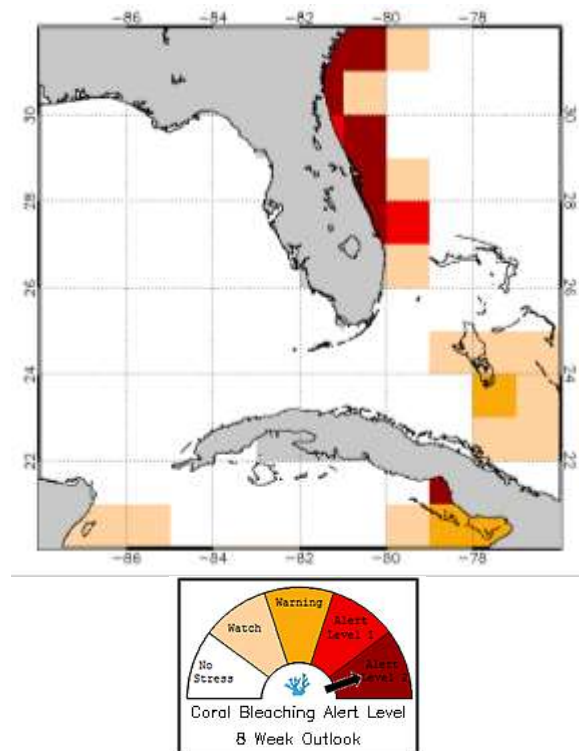 −86 −84 −82 −80 −78
30 30
28 28
26 26
24 24
22 22
−86 −84 −82 −80 −78
Warning
Watch
Alert
Level 1
No
Stress
Alert
Level 2
Coral Bleaching Alert Level
8 Week Outlook